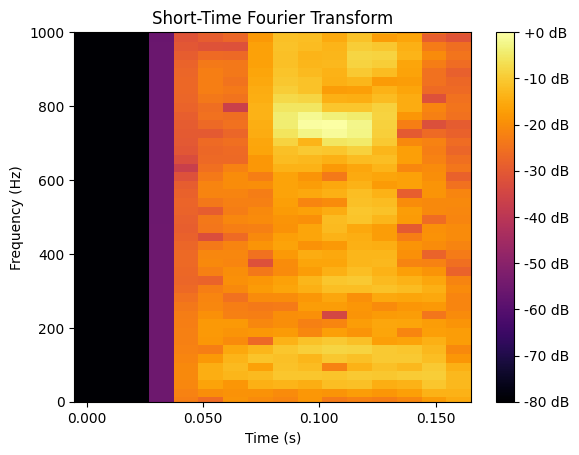 Short-Time Fourier Transform
1000
800
600
400
200
0
Frequency (Hz)
0.000
0.050
0.100
0.150
Time (s)
+0 dB
-10 dB
-20 dB
-30 dB
-40 dB
-50 dB
-60 dB
-70 dB
-80 dB